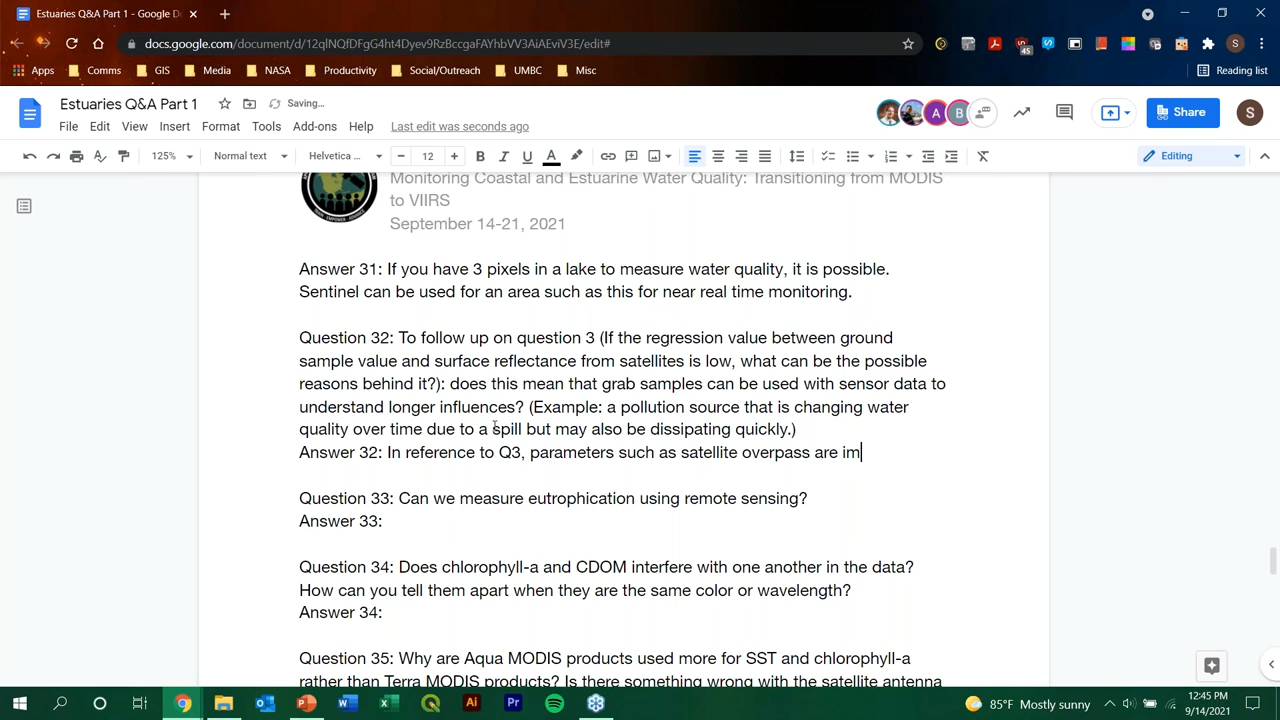 Estuaries Q&A Part 1 - Google D
docs.google.com/document/d/12qlNQfDFgG4ht4Dyev9RzBccgaFAYhbVV3AiAEviV3E/edit#
45
S
Apps
Comms
GIS
Media
NASA
Productivity
Social/Outreach
UMBC
Misc
Reading list
Estuaries Q&A Part 1
Saving...
File
Edit
View
Insert
Format
Tools
Add-ons
Help
Last edit was seconds ago
A
B
Share
S
125%
Normal text
Helvetica ...
12
B
I
U
A
Editing
Monitoring Coastal and Estuarine Water Quality: Transitioning from MODIS
to VIIRS
September 14-21, 2021
Answer 31: If you have 3 pixels in a lake to measure water quality, it is possible.
Sentinel can be used for an area such as this for near real time monitoring.
Question 32: To follow up on question 3 (If the regression value between ground
sample value and surface reflectance from satellites is low, what can be the possible
reasons behind it?): does this mean that grab samples can be used with sensor data to
understand longer influences? (Example: a pollution source that is changing water
quality over time due to a spill but may also be dissipating quickly.)
Answer 32: In reference to Q3, parameters such as satellite overpass are im
Question 33: Can we measure eutrophication using remote sensing?
Answer 33:
Question 34: Does chlorophyll-a and CDOM interfere with one another in the data?
How can you tell them apart when they are the same color or wavelength?
Answer 34:
Question 35: Why are Aqua MODIS products used more for SST and chlorophyll-a
rather than Terra MODIS products? Is there something wrong with the satellite antenna
85°F Mostly sunny
12:45 PM
9/14/2021